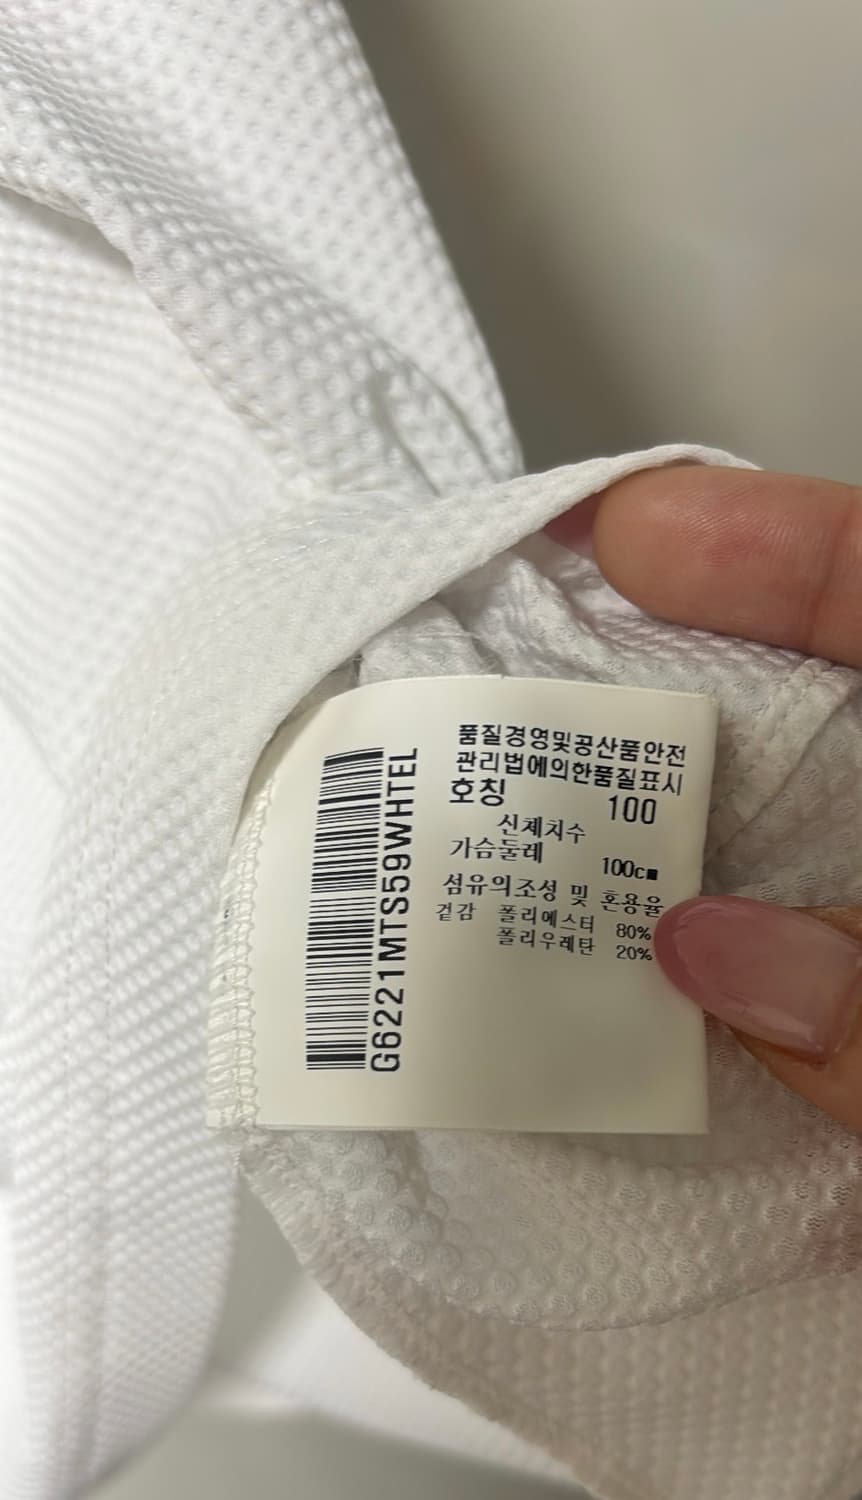 G6221MTS59WHTEL
품질경영및공산품안전
관리법에의한품질표시
호칭 100
신체치수
가슴둘레 100cm
섬유의조성 및 혼용율
겉감 폴리에스터 80%
폴리우레탄 20%